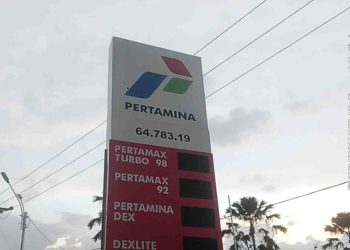 PERTAMINA
64.783.19
PERTAMAX
TURBO 98
PERTAMAX
92
PERTAMINA
DEX
DEXLITE